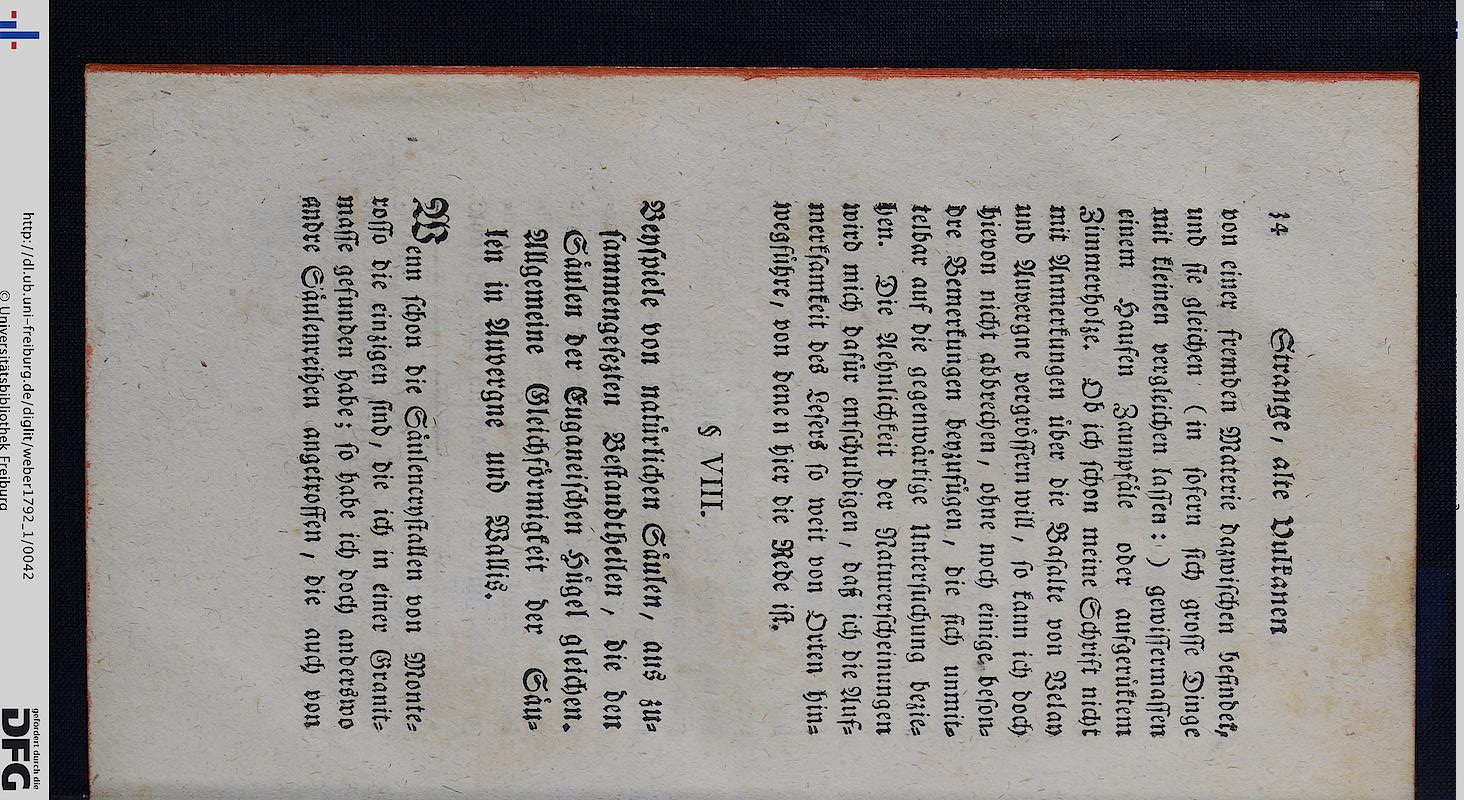 34 Strange, alte Vulkanen
von einer fremden Materie dazwischen befindet,
und sie gleichen (in sofern sich grosse Dinge
mit kleinen vergleichen lassen:) gewissermassen
einem Haufen Zaunpfäle oder aufgerüktem
Zimmerholze. Ob ich schon meine Schrift nicht
mit Anmerkungen über die Basalte von Velay
und Auvergne vergrössern will, so kann ich doch
hievon nicht abbrechen, ohne noch einige beson-
dre Bemerkungen beyzufügen, die sich unmit-
telbar auf die gegenwärtige Untersuchung bezie-
hen. Die Aehnlichkeit der Naturerscheinungen
wird mich dafür entschuldigen, daß ich die Auf-
merksamkeit des Lesers so weit von Orten hin-
wegführe, von denen hier die Rede ist.
§ VIII.
Beyspiele von natürlichen Säulen, aus zu-
sammengesezten Bestandtheilen, die den
Säulen der Euganeischen Hügel gleichen.
Allgemeine Gleichförmigkeit der Säu-
len in Auvergne und Wallis.
Wenn schon die Säulencrystallen von Monte-
rosso die einzigen sind, die ich in einer Granit-
masse gefunden habe; so habe ich doch anderswo
andre Säulenreihen angetroffen, die auch von
http://dl.ub.uni-freiburg.de/diglit/weber1792_1/0042
© Universitätsbibliothek Freiburg
gefördert durch die
DFG